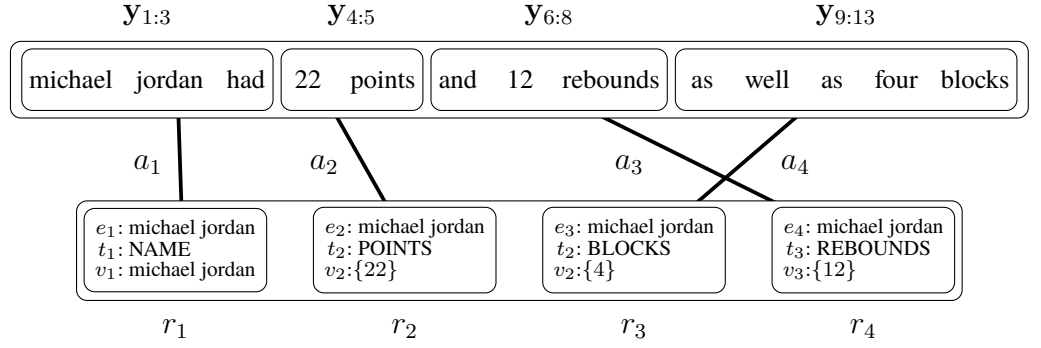 y1:3 y4:5 y6:8 y9:13
michael jordan had 22 points and 12 rebounds as well as four blocks
a1 a2 a3 a4
e1: michael jordan e2: michael jordan e3: michael jordan e4: michael jordan
t1: NAME t2: POINTS t2: BLOCKS t3: REBOUNDS
v1: michael jordan v2:{22} v2:{4} v3:{12}
r1 r2 r3 r4